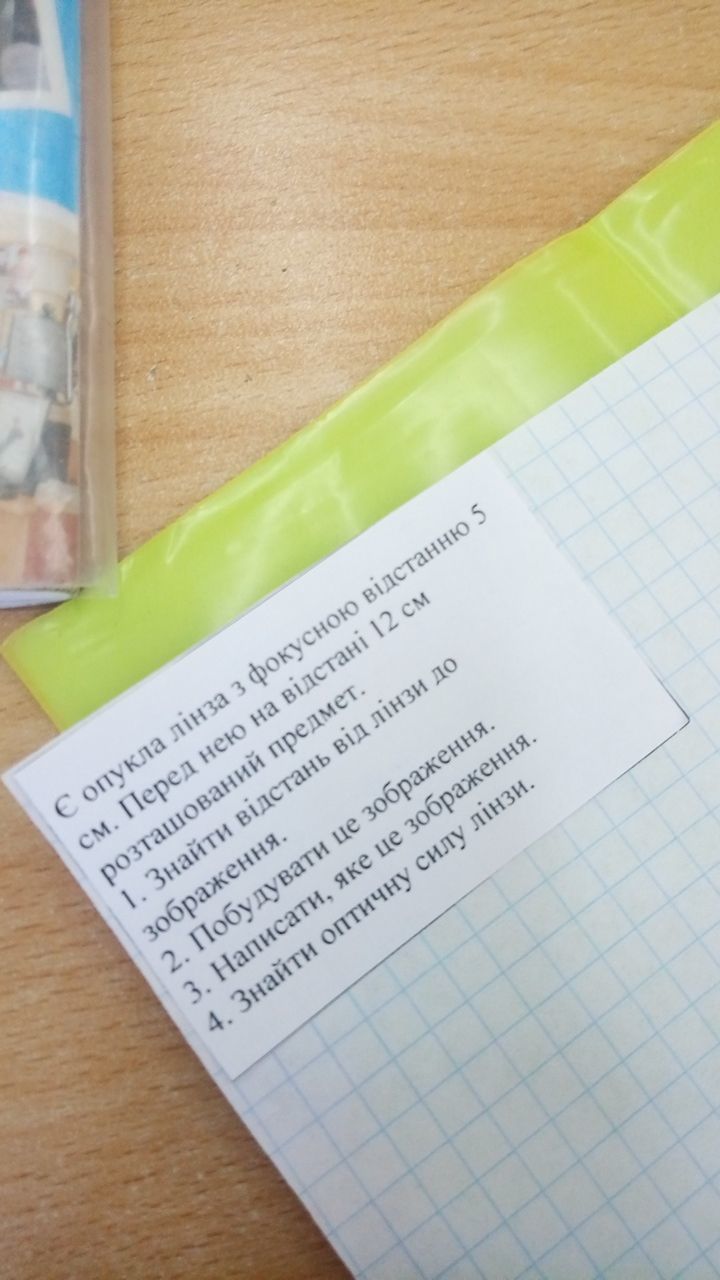 Є опукла лінза з фокусною відстанню 5
см. Перед нею на відстані 12 см
розташований предмет.
1. Знайти відстань від лінзи до
зображення.
2. Побудувати це зображення.
3. Написати, яке це зображення.
4. Знайти оптичну силу лінзи.